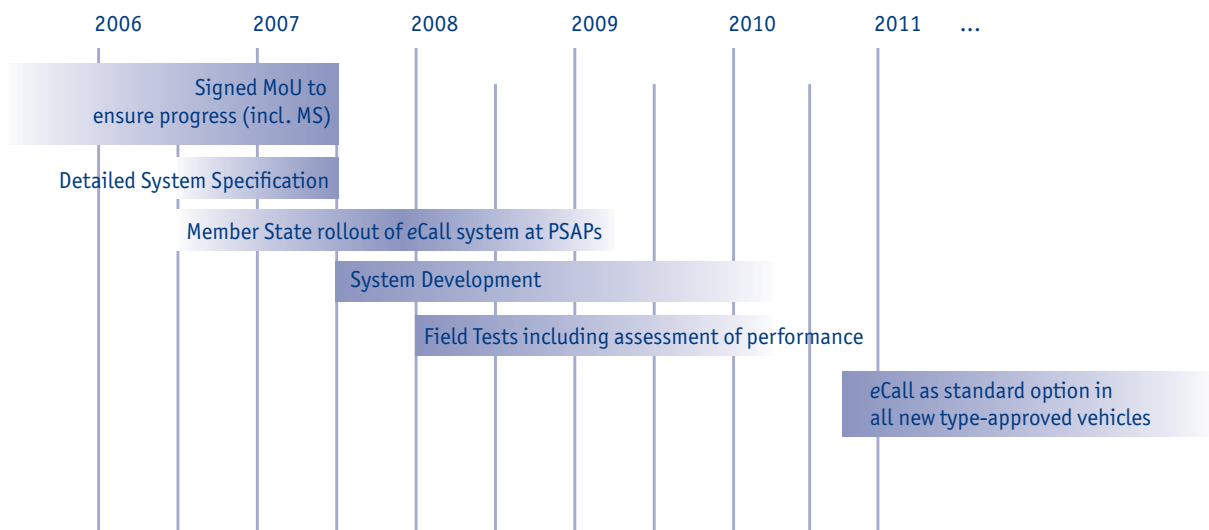 2006 2007 2008 2009 2010 2011 ...
Signed MoU to
ensure progress (incl. MS)
Detailed System Specification
Member State rollout of eCall system at PSAPs
System Development
Field Tests including assessment of performance
eCall as standard option in
all new type-approved vehicles